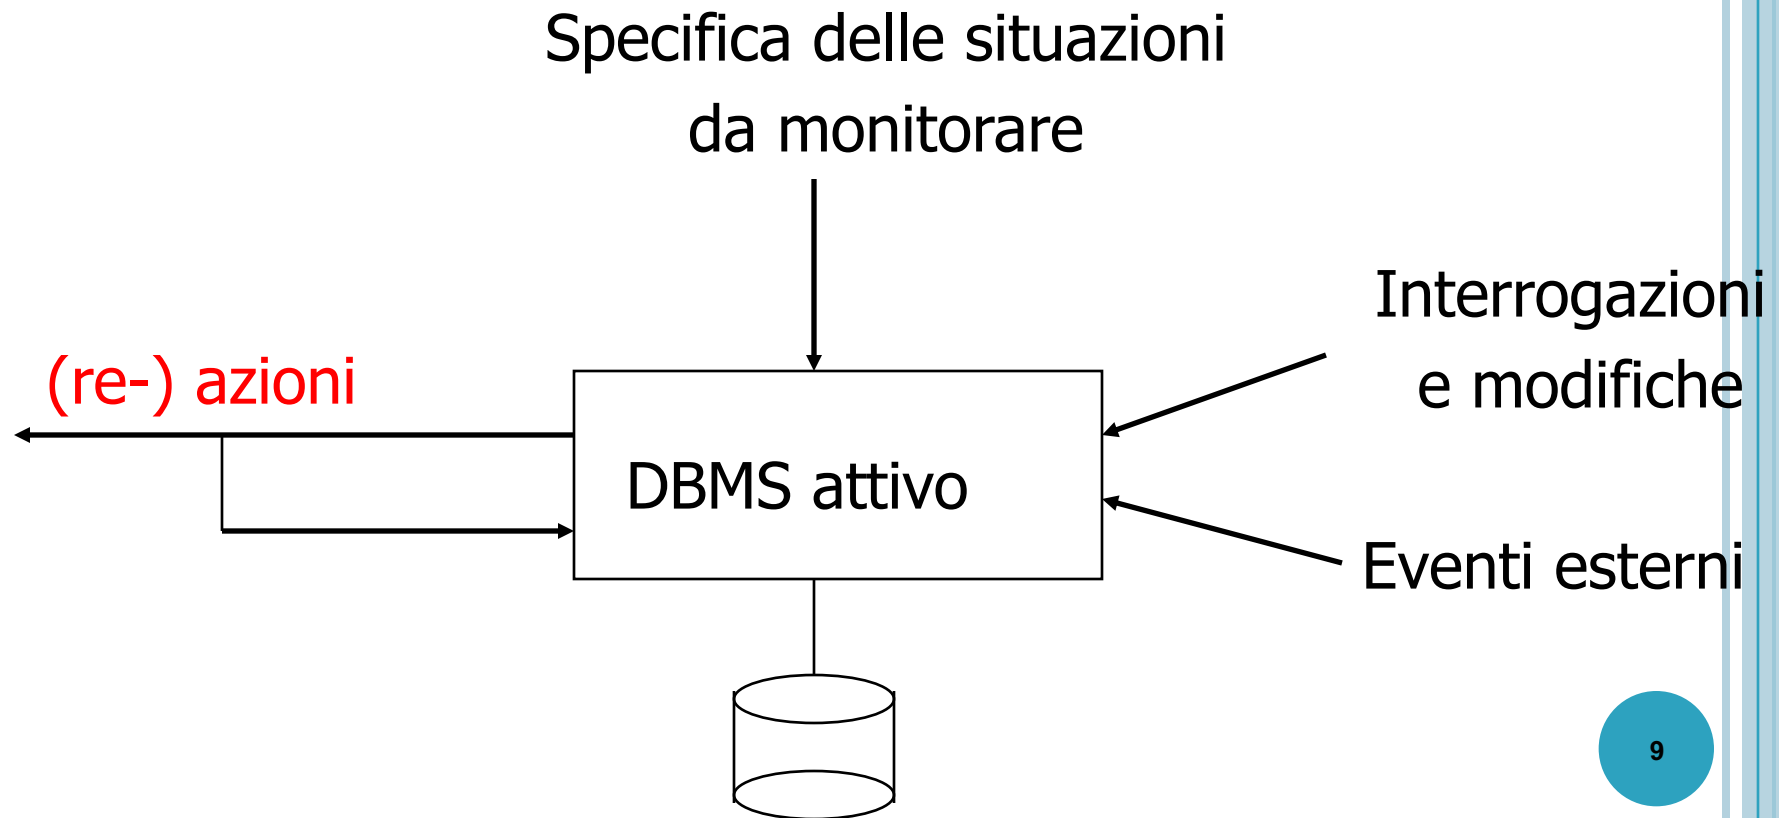 Specifica delle situazioni
da monitorare
Interrogazioni
e modifiche
(re-) azioni
DBMS attivo
Eventi esterni
9